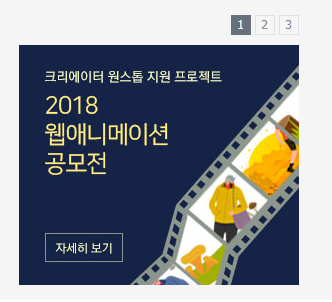 1 2 3
크리에이터 원스톱 지원 프로젝트
2018
웹애니메이션
공모전
자세히 보기